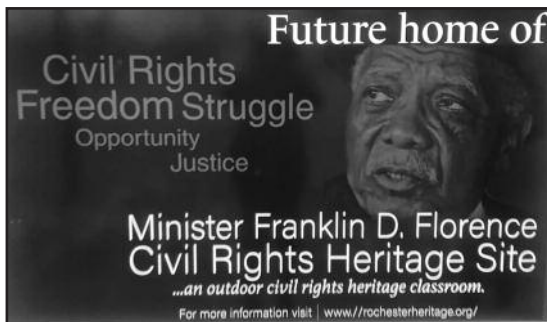 Future home of
Civil Rights
Freedom Struggle
Opportunity
Justice
Minister Franklin D. Florence
Civil Rights Heritage Site
...an outdoor civil rights heritage classroom.
For more information visit | www.//rochesterheritage.org/